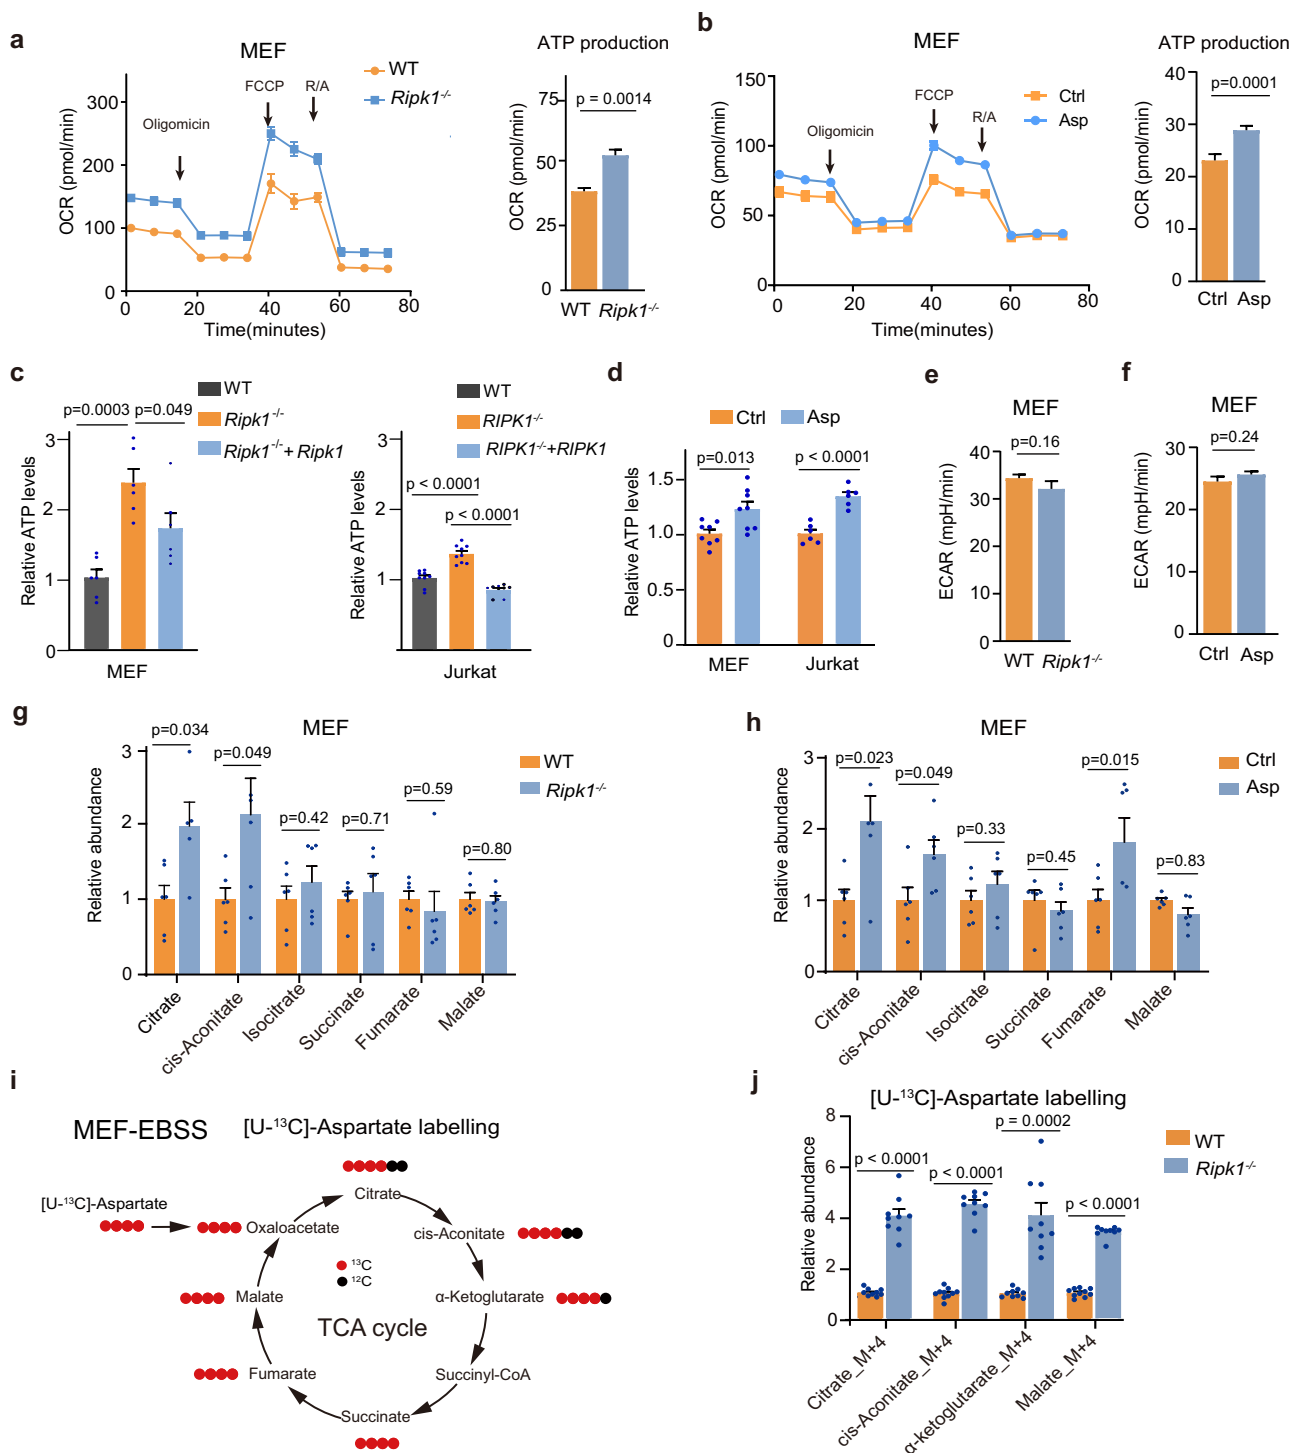 a
MEF
WT
Ripk1-/-
OCR (pmol/min)
300
200
100
0
Oligomicin
FCCP
R/A
0 20 40 60 80
Time(minutes)
ATP production
OCR (pmol/min)
75
50
25
0
p = 0.0014
WT Ripk1-/-
b
MEF
Ctrl
Asp
OCR (pmol/min)
150
100
50
0
Oligomicin
FCCP
R/A
0 20 40 60 80
Time(minutes)
ATP production
OCR (pmol/min)
40
30
20
10
0
p=0.0001
Ctrl Asp
c
WT
Ripk1-/-
Ripk1-/-+Ripk1
p=0.0003 p=0.049
Relative ATP levels
3
2
1
0
MEF
WT
RIPK1-/-
RIPK1-/-+RIPK1
p < 0.0001
p < 0.0001
Relative ATP levels
3
2
1
Jurkat
d
Ctrl Asp
p=0.013 p < 0.0001
Relative ATP levels
1.5
1.0
0.5
0
MEF Jurkat
e
MEF
p=0.16
ECAR (mpH/min)
40
30
20
10
0
WT Ripk1-/-
f
MEF
p=0.24
ECAR (mpH/min)
30
20
10
0
Ctrl Asp
g
MEF
WT
Ripk1-/-
Relative abundance
3
2
1
0
p=0.034
p=0.049
p=0.42
p=0.71
p=0.59
p=0.80
Citrate
cis-Aconitate
Isocitrate
Succinate
Fumarate
Malate
h
MEF
Ctrl
Asp
Relative abundance
3
2
1
0
p=0.023
p=0.049
p=0.33
p=0.45
p=0.015
p=0.83
Citrate
cis-Aconitate
Isocitrate
Succinate
Fumarate
Malate
i
MEF-EBSS [U-13C]-Aspartate labelling
[U-13C]-Aspartate
Citrate
Oxaloacetate
cis-Aconitate
13C
12C
Malate
α-Ketoglutarate
TCA cycle
Fumarate
Succinyl-CoA
Succinate
j
[U-13C]-Aspartate labelling
WT
Ripk1-/-
Relative abundance
8
6
4
2
0
p < 0.0001
p < 0.0001
p = 0.0002
p < 0.0001
Citrate_M+4
cis-Aconitate_M+4
α-ketoglutarate_M+4
Malate_M+4